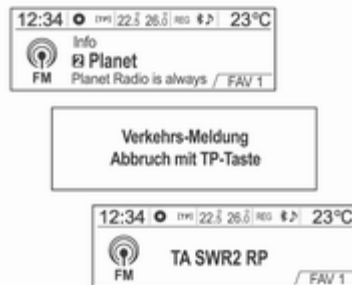 12:34 [TP] 22.5 26.0 REG 23°C
Info
2 Planet
FM Planet Radio is always FAV 1
Verkehrs-Meldung
Abbruch mit TP-Taste
12:34 [TP] 22.5 26.0 REG 23°C
TA SWR2 RP
FM FAV 1